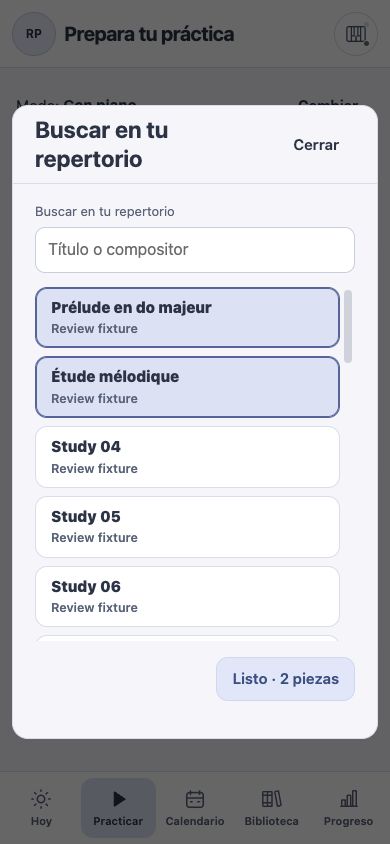 RP
Prepara tu práctica
Modo: Con piano
Cambiar
Buscar en tu
repertorio
Cerrar
Buscar en tu repertorio
Título o compositor
Prélude en do majeur
Review fixture
Étude mélodique
Review fixture
Study 04
Review fixture
Study 05
Review fixture
Study 06
Review fixture
Listo · 2 piezas
Hoy
Practicar
Calendario
Biblioteca
Progreso